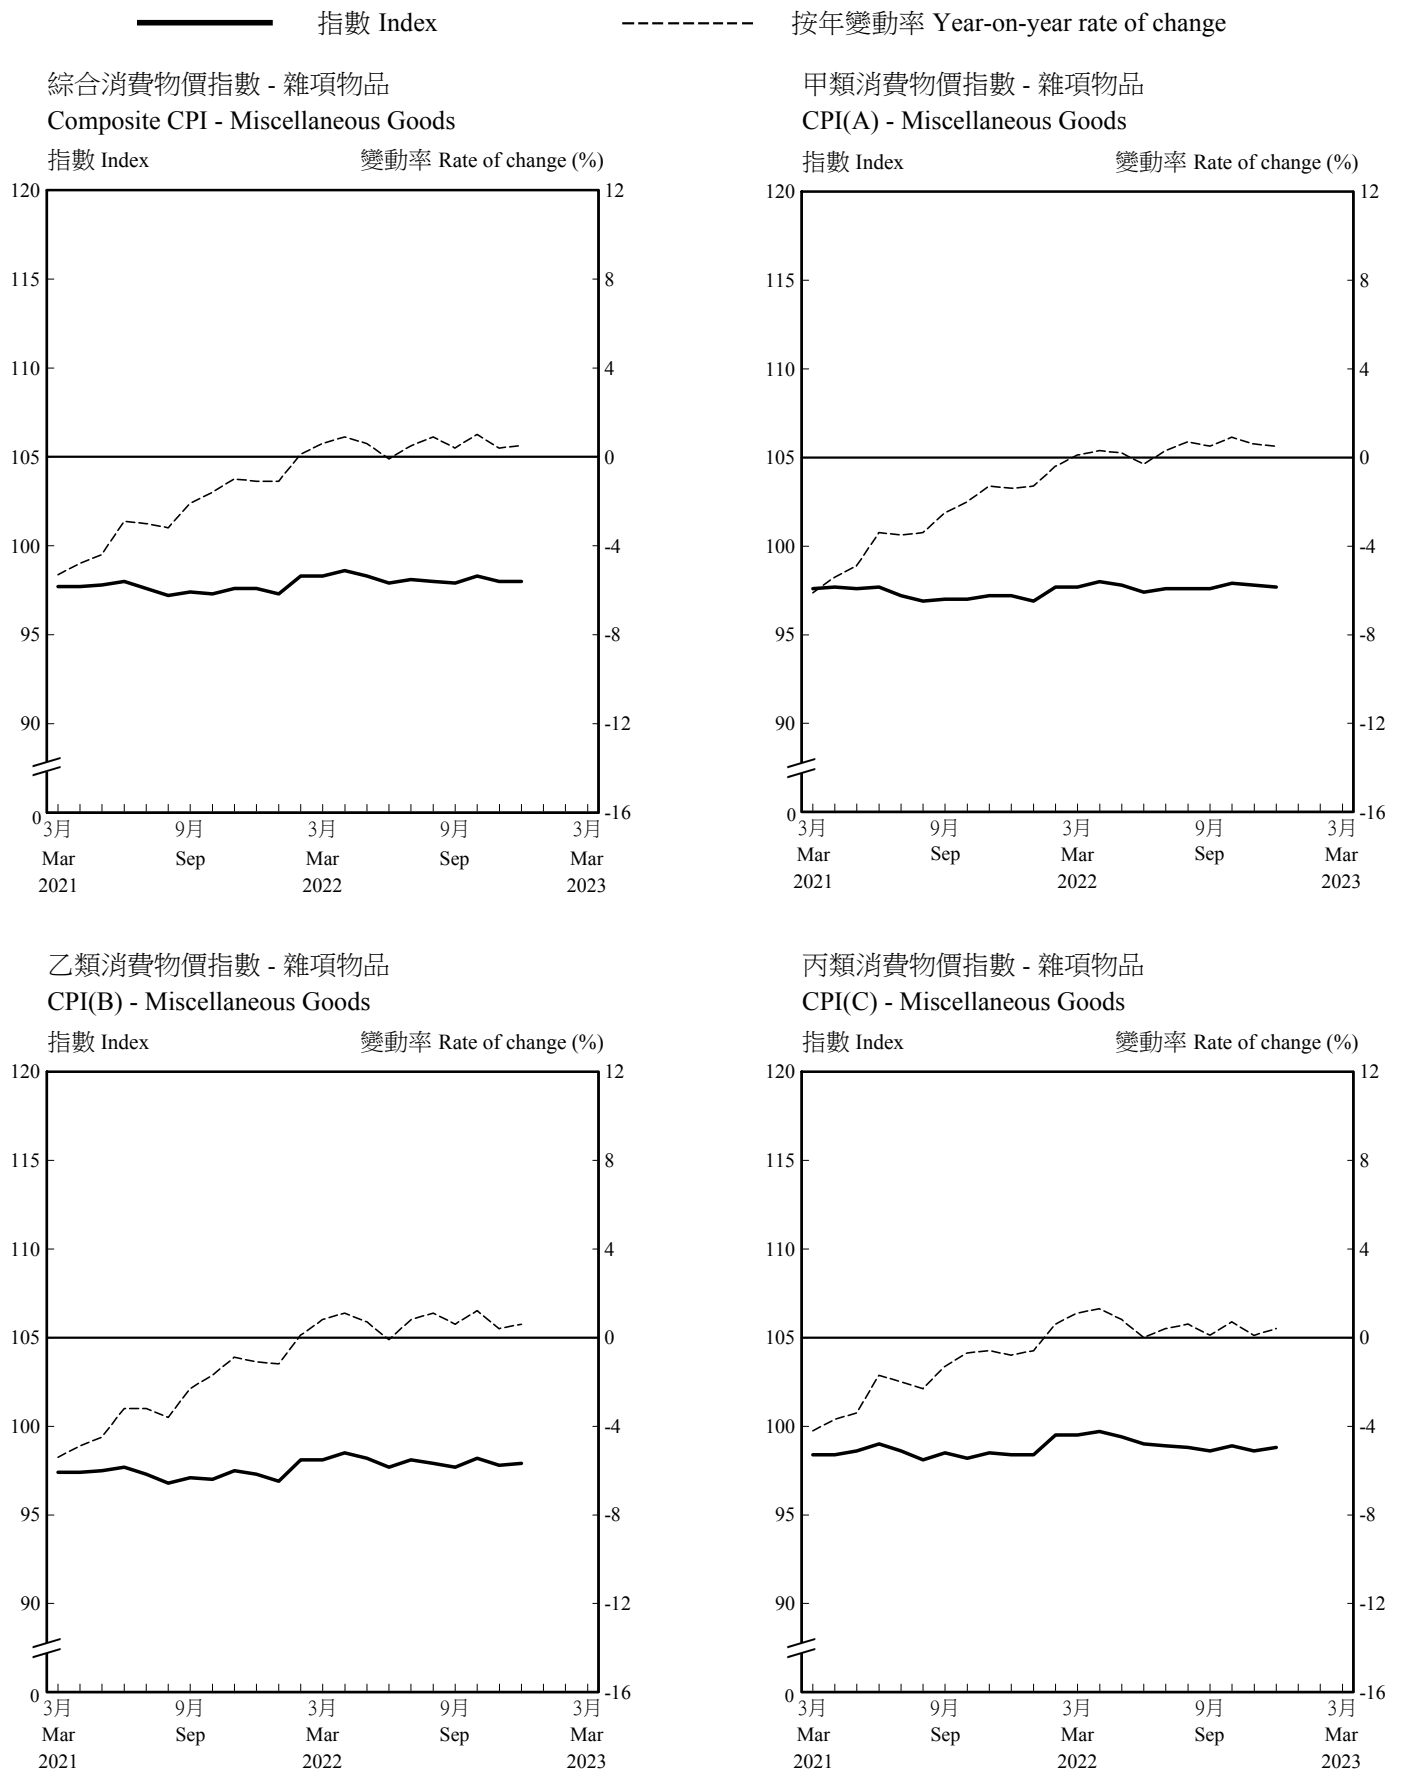 指數 Index 按年變動率 Year-on-year rate of change
綜合消費物價指數 - 雜項物品
Composite CPI - Miscellaneous Goods
指數 Index 變動率 Rate of change (%)
120 12
115 8
110 4
105 0
100 -4
95 -8
90 -12
0 -16
3月 9月 3月 9月 3月
Mar Sep Mar Sep Mar
2021 2022 2023
甲類消費物價指數 - 雜項物品
CPI(A) - Miscellaneous Goods
指數 Index 變動率 Rate of change (%)
120 12
115 8
110 4
105 0
100 -4
95 -8
90 -12
0 -16
3月 9月 3月 9月 3月
Mar Sep Mar Sep Mar
2021 2022 2023
乙類消費物價指數 - 雜項物品
CPI(B) - Miscellaneous Goods
指數 Index 變動率 Rate of change (%)
120 12
115 8
110 4
105 0
100 -4
95 -8
90 -12
0 -16
3月 9月 3月 9月 3月
Mar Sep Mar Sep Mar
2021 2022 2023
丙類消費物價指數 - 雜項物品
CPI(C) - Miscellaneous Goods
指數 Index 變動率 Rate of change (%)
120 12
115 8
110 4
105 0
100 -4
95 -8
90 -12
0 -16
3月 9月 3月 9月 3月
Mar Sep Mar Sep Mar
2021 2022 2023